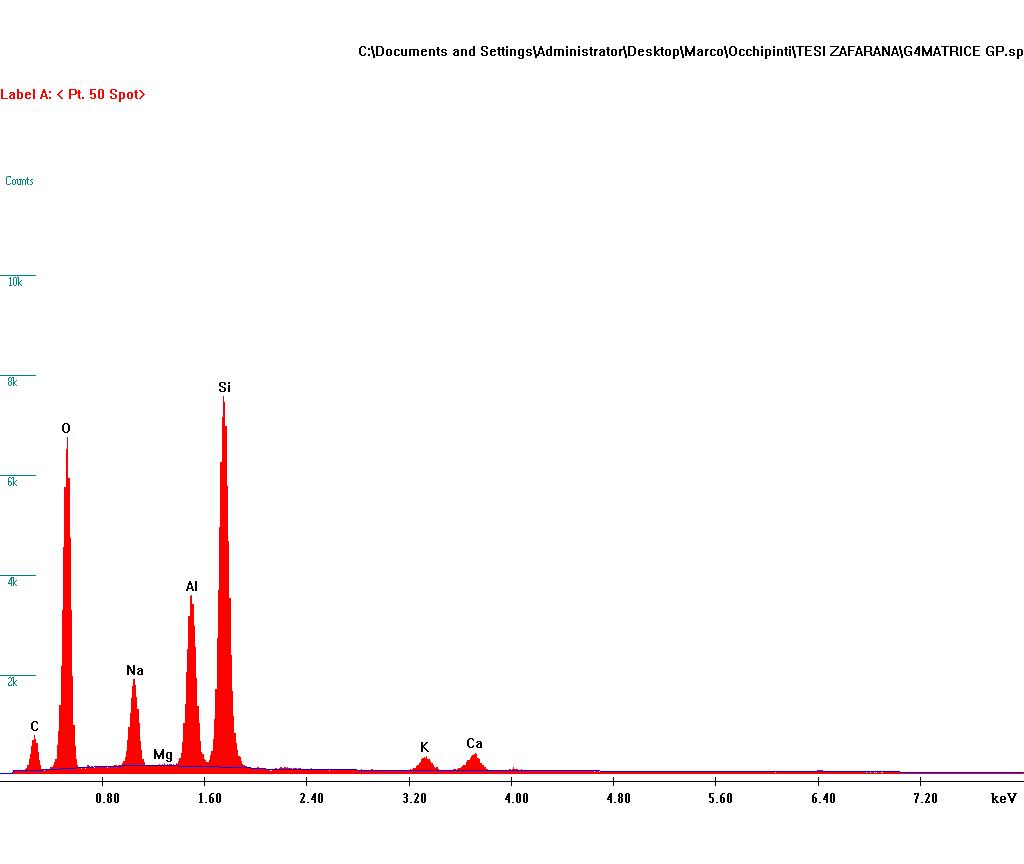 C:\Documents and Settings\Administrator\Desktop\Marco\Occhipinti\TESI ZAFARANA\G4MATRICE GP.sp
Label A: < Pt. 50 Spot>
Counts
10k
8k
Si
O
6k
4k
Al
Na
2k
C
Mg
K
Ca
0.80 1.60 2.40 3.20 4.00 4.80 5.60 6.40 7.20 keV